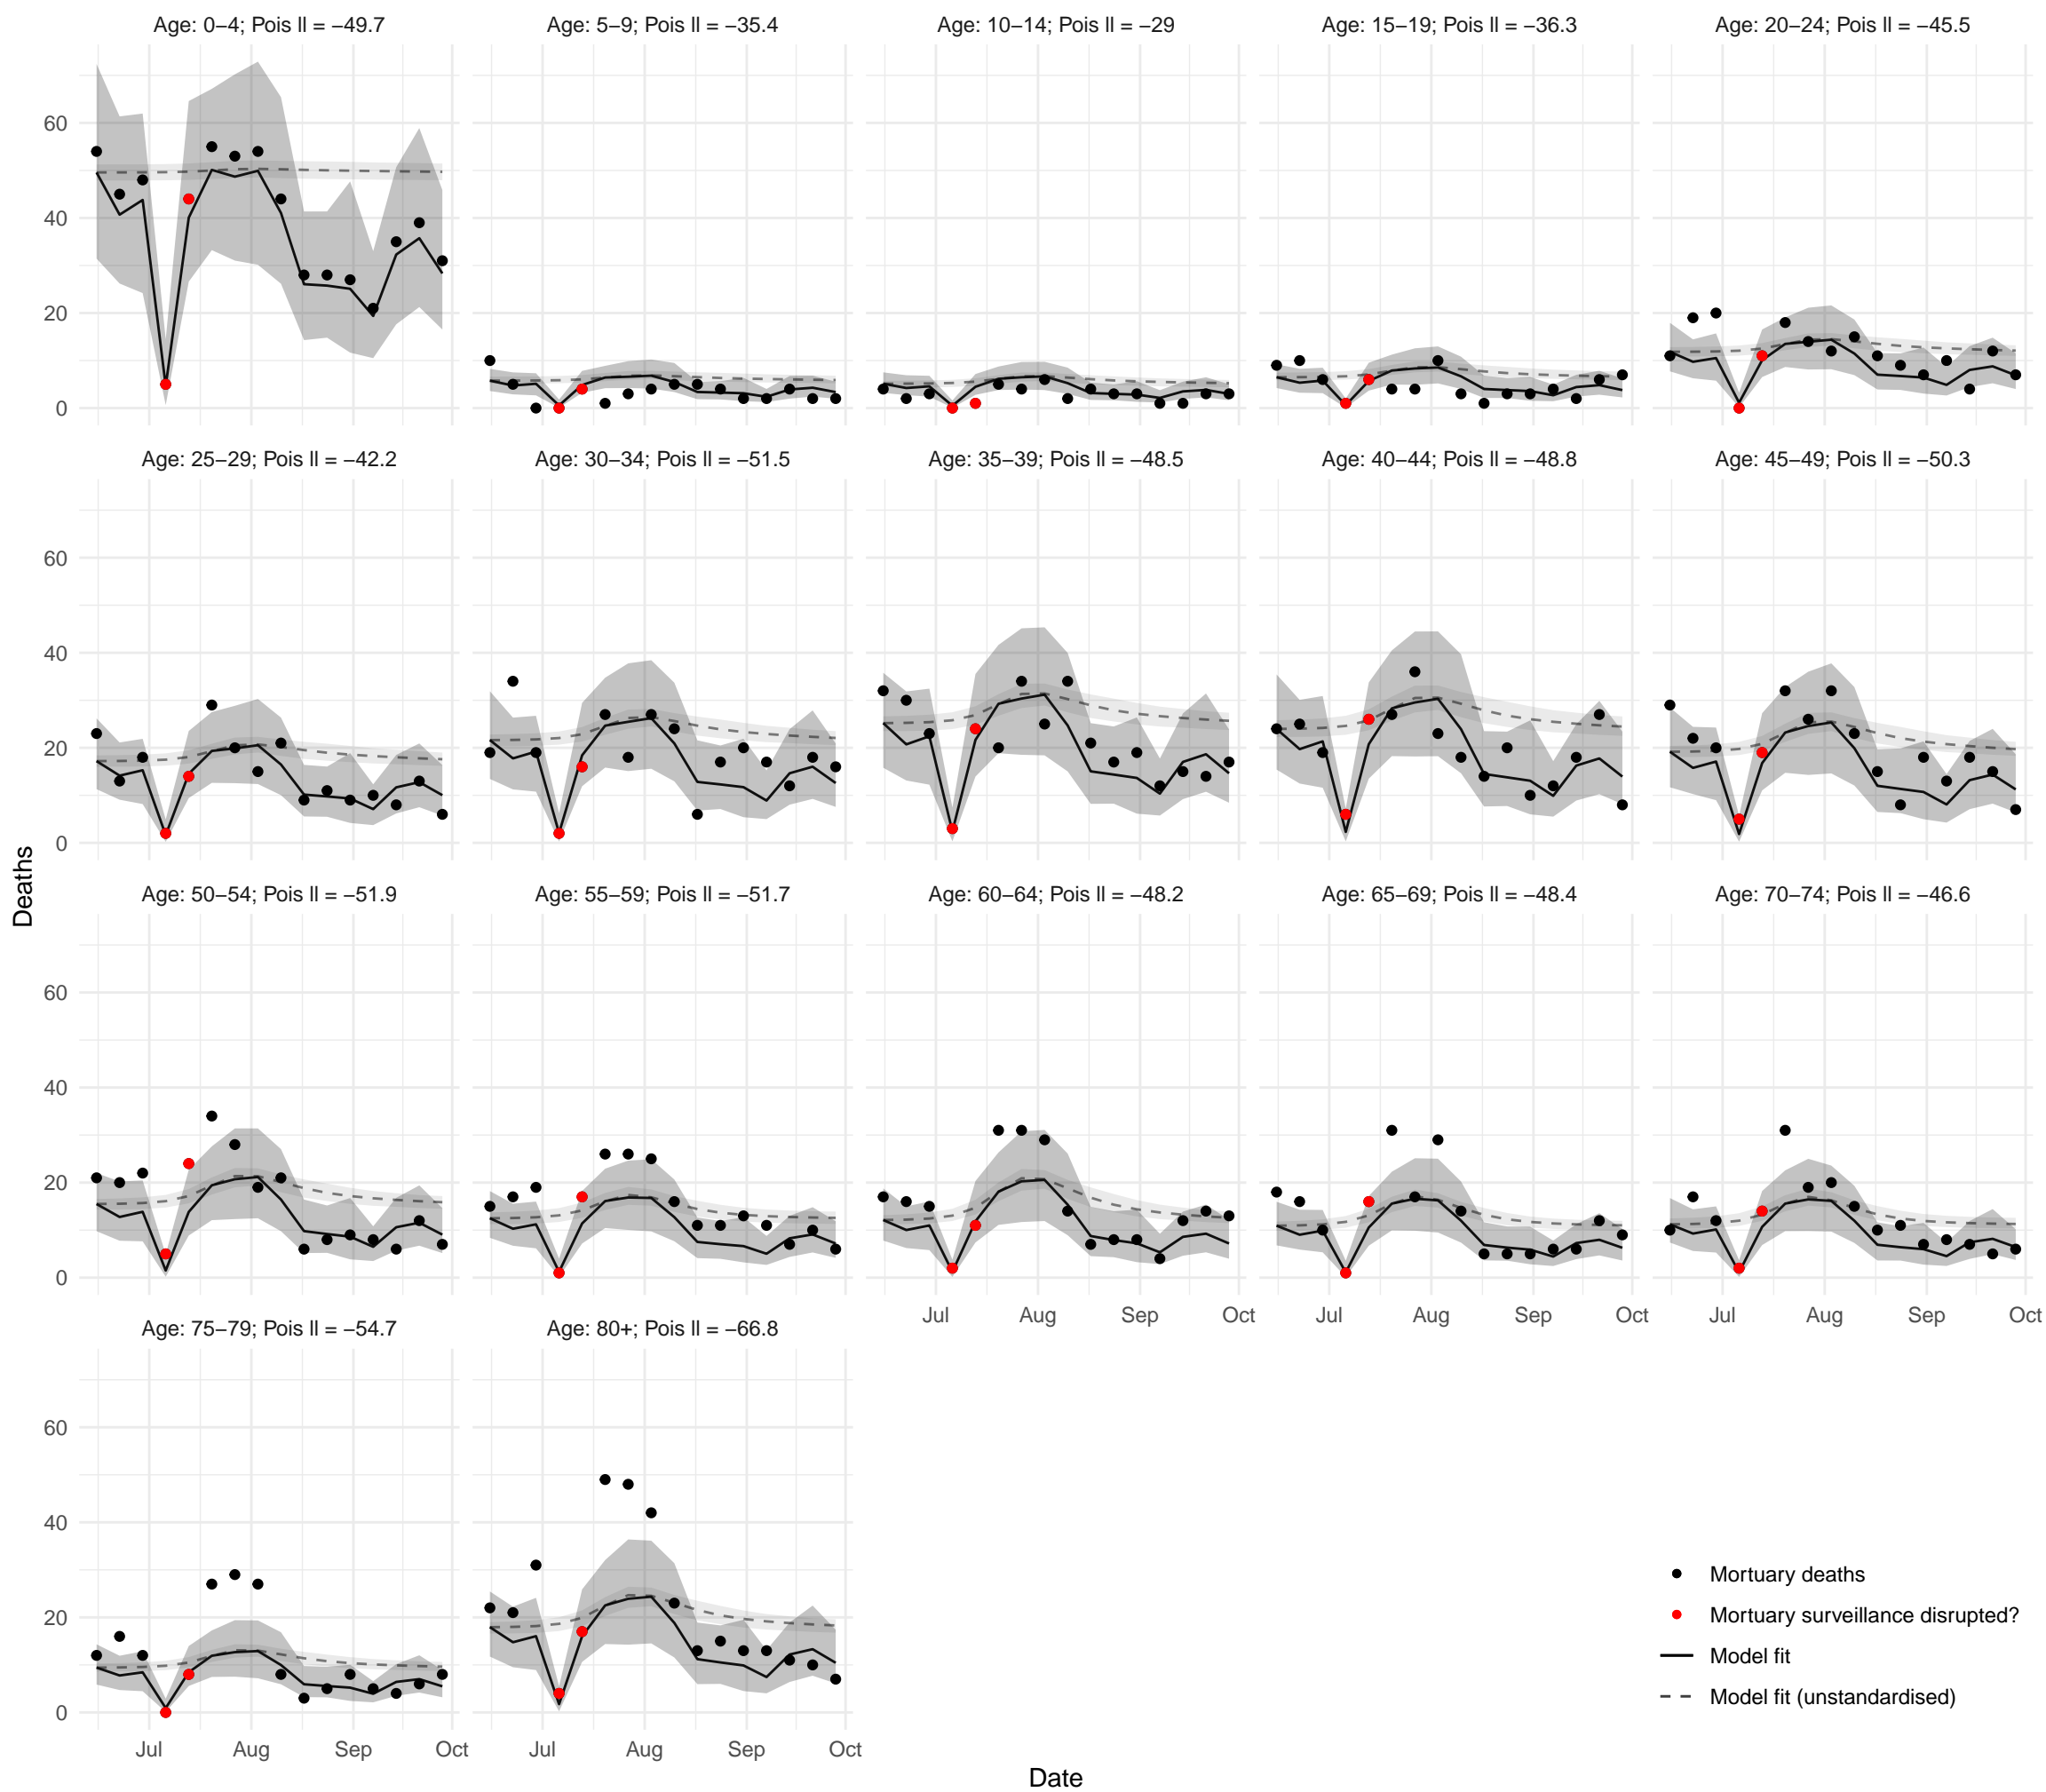 Age: 0−4; Pois ll = −49.7
Age: 5−9; Pois ll = −35.4
Age: 10−14; Pois ll = −29
Age: 15−19; Pois ll = −36.3
Age: 20−24; Pois ll = −45.5
60
40
20
0
Age: 25−29; Pois ll = −42.2
Age: 30−34; Pois ll = −51.5
Age: 35−39; Pois ll = −48.5
Age: 40−44; Pois ll = −48.8
Age: 45−49; Pois ll = −50.3
60
40
20
0
Deaths
Age: 50−54; Pois ll = −51.9
Age: 55−59; Pois ll = −51.7
Age: 60−64; Pois ll = −48.2
Age: 65−69; Pois ll = −48.4
Age: 70−74; Pois ll = −46.6
60
40
20
0
Jul Aug Sep Oct
Jul Aug Sep Oct
Jul Aug Sep Oct
Age: 75−79; Pois ll = −54.7
Age: 80+; Pois ll = −66.8
60
40
20
0
Jul Aug Sep Oct
Jul Aug Sep Oct
Mortuary deaths
Mortuary surveillance disrupted?
Model fit
Model fit (unstandardised)
Date